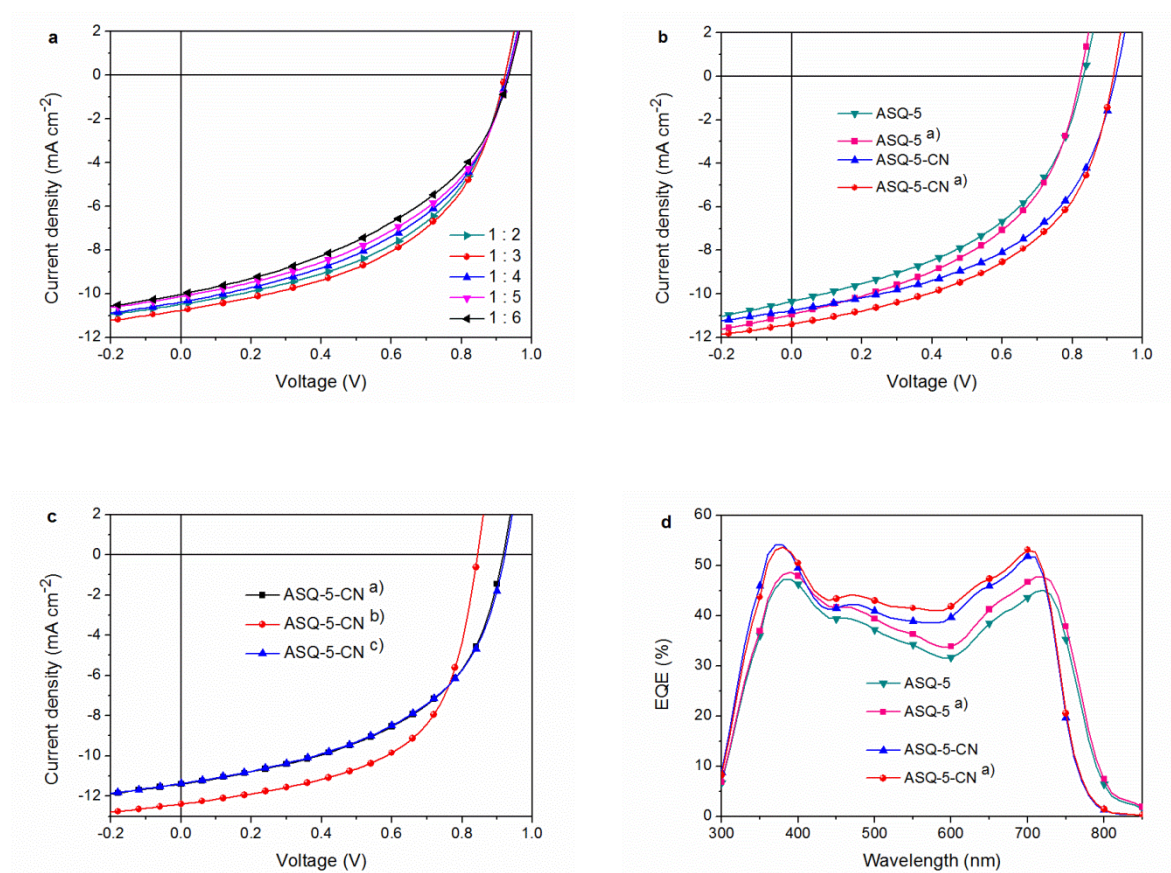 a
Current density (mA cm⁻²)
2
0
-2
-4
-6
-8
-10
-12
1 : 2
1 : 3
1 : 4
1 : 5
1 : 6
-0.2 0.0 0.2 0.4 0.6 0.8 1.0
Voltage (V)
b
Current density (mA cm⁻²)
2
0
-2
-4
-6
-8
-10
-12
ASQ-5
ASQ-5 a)
ASQ-5-CN
ASQ-5-CN a)
-0.2 0.0 0.2 0.4 0.6 0.8 1.0
Voltage (V)
c
Current density (mA cm⁻²)
2
0
-2
-4
-6
-8
-10
-12
ASQ-5-CN a)
ASQ-5-CN b)
ASQ-5-CN c)
-0.2 0.0 0.2 0.4 0.6 0.8 1.0
Voltage (V)
d
EQE (%)
60
50
40
30
20
10
0
ASQ-5
ASQ-5 a)
ASQ-5-CN
ASQ-5-CN a)
300 400 500 600 700 800
Wavelength (nm)